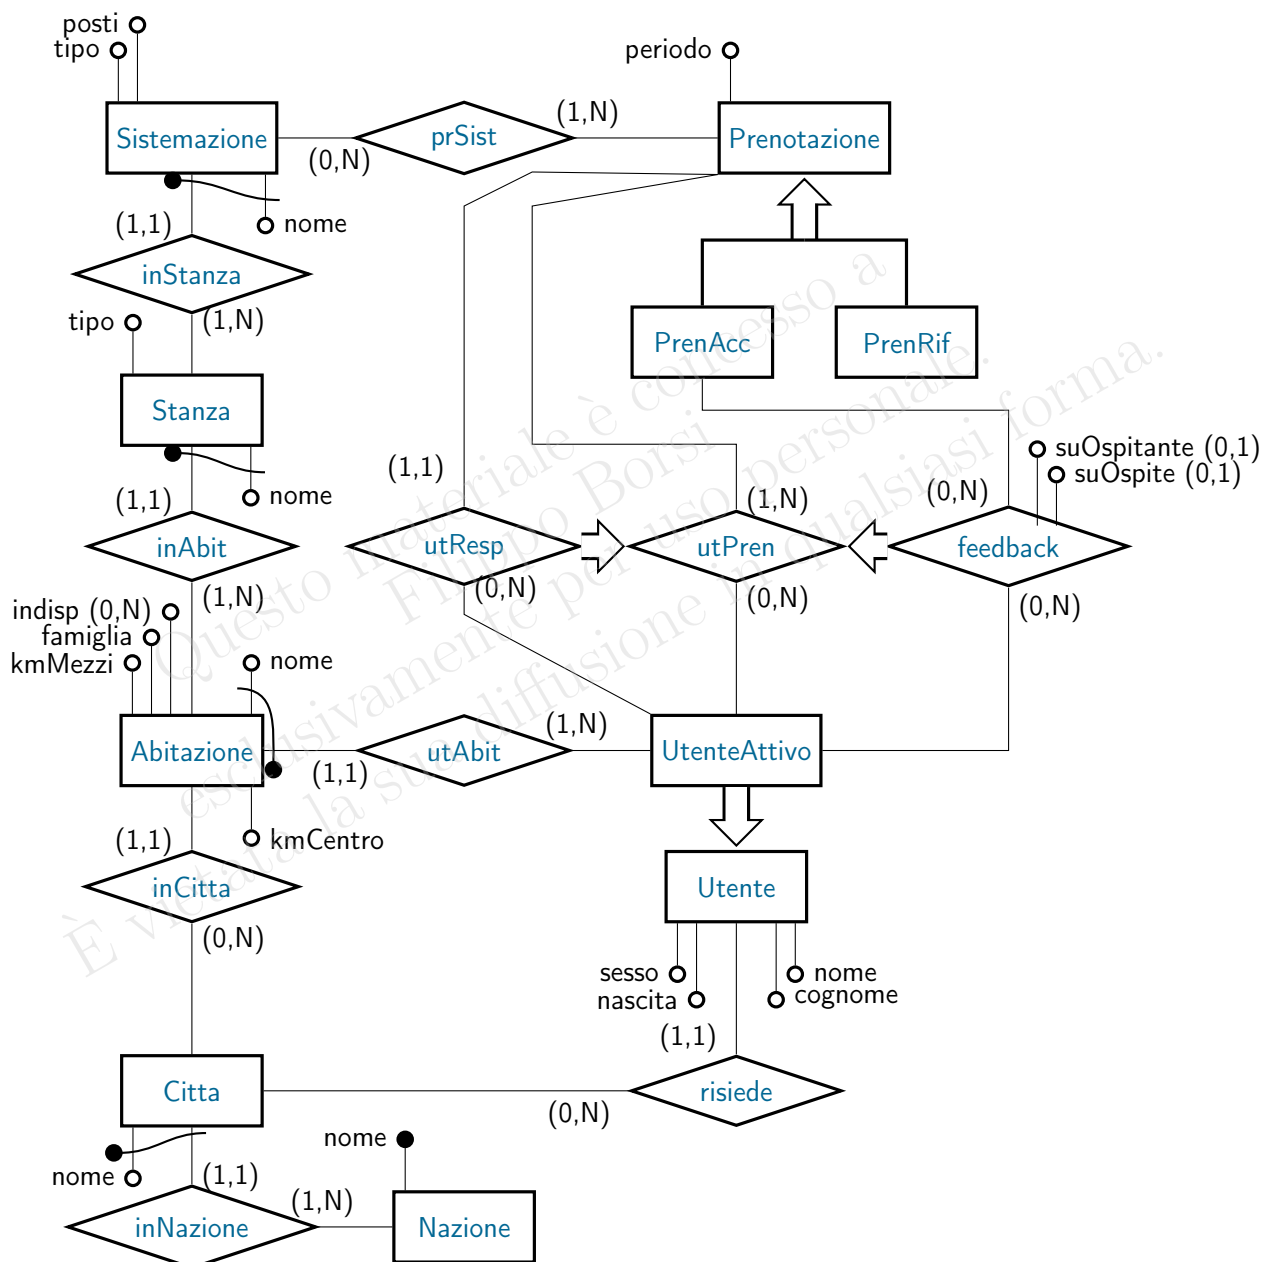 posti
tipo
periodo
Sistemazione
(0,N)
prSist
(1,N)
Prenotazione
(1,1)
nome
inStanza
(1,N)
tipo
PrenAcc
PrenRif
Stanza
nome
(1,1)
inAbit
(1,N)
(1,1)
utResp
(0,N)
(1,N)
utPren
(0,N)
(0,N)
suOspitante (0,1)
suOspite (0,1)
feedback
(0,N)
indisp (0,N)
famiglia
kmMezzi
nome
Abitazione
(1,1)
utAbit
(1,N)
UtenteAttivo
(1,1)
kmCentro
inCitta
(0,N)
Utente
sesso
nascita
nome
cognome
(1,1)
Citta
(0,N)
risiede
nome
(1,1)
nome
inNazione
(1,N)
Nazione
Questo materiale è concesso a
Filippo Borsi
esclusivamente per uso personale.
È vietata la sua diffusione in qualsiasi forma.